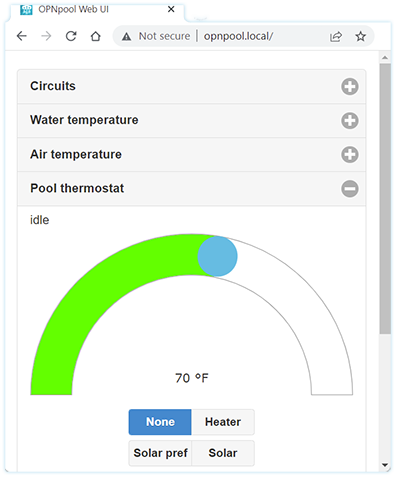 OPNpool Web UI
Not secure | opnpool.local/
Circuits
Water temperature
Air temperature
Pool thermostat
idle
70 ºF
None Heater
Solar pref Solar